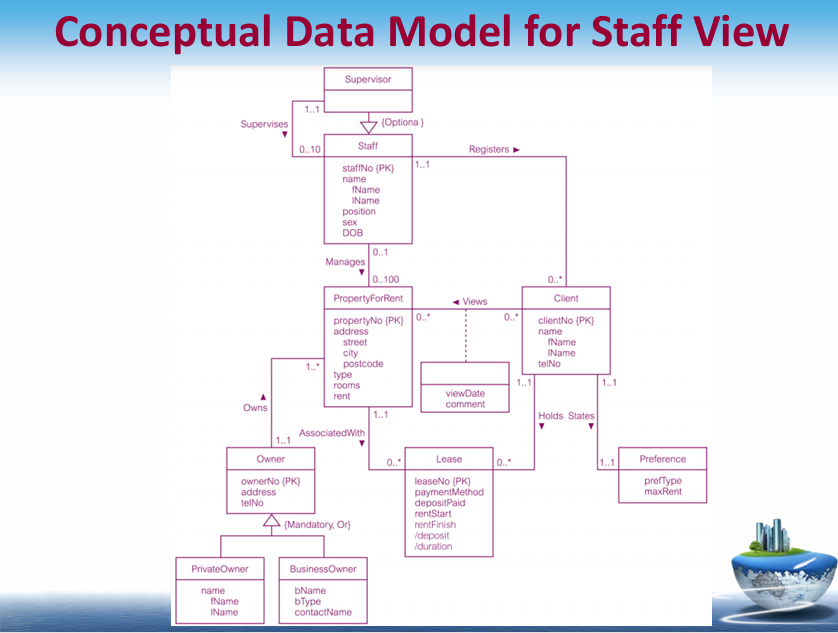 Conceptual Data Model for Staff View
Supervisor
1..1
{Optiona }
Supervises
▼
0..10
Staff
staffNo {PK}
name
fName
lName
position
sex
DOB
1..1
Registers ►
0..1
Manages
▼
0..100
0..*
PropertyForRent
propertyNo {PK}
address
street
city
postcode
type
rooms
rent
◄ Views
0..*
0..*
Client
clientNo {PK}
name
fName
lName
telNo
viewDate
comment
1..*
▲
Owns
1..1
1..1
AssociatedWith
▼
0..*
1..1
1..1
Holds
▼
States
▼
0..*
1..1
Owner
ownerNo {PK}
address
telNo
Lease
leaseNo {PK}
paymentMethod
depositPaid
rentStart
rentFinish
/deposit
/duration
Preference
prefType
maxRent
{Mandatory, Or}
PrivateOwner
name
fName
lName
BusinessOwner
bName
bType
contactName